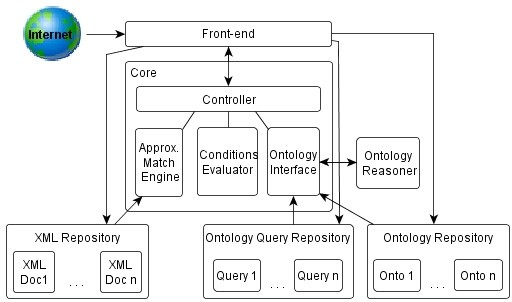 Internet
Front-end
Core
Controller
Approx.
Match
Engine
Conditions
Evaluator
Ontology
Interface
Ontology
Reasoner
XML Repository
XML
Doc1
...
XML
Doc n
Ontology Query Repository
Query 1
...
Query n
Ontology Repository
Onto 1
...
Onto n